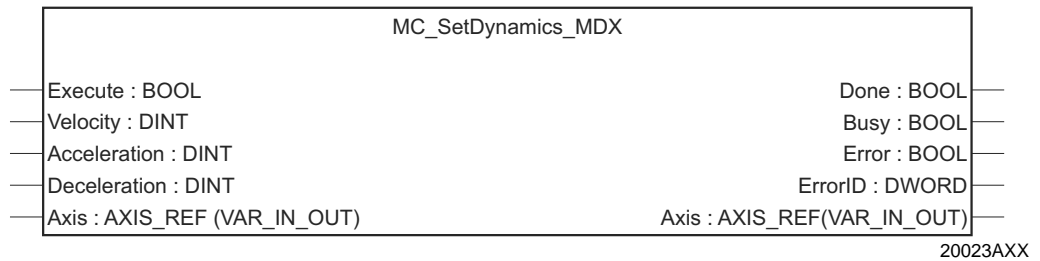 MC_SetDynamics_MDX
Execute : BOOL Done : BOOL
Velocity : DINT Busy : BOOL
Acceleration : DINT Error : BOOL
Deceleration : DINT ErrorID : DWORD
Axis : AXIS_REF (VAR_IN_OUT) Axis : AXIS_REF(VAR_IN_OUT)
20023AXX